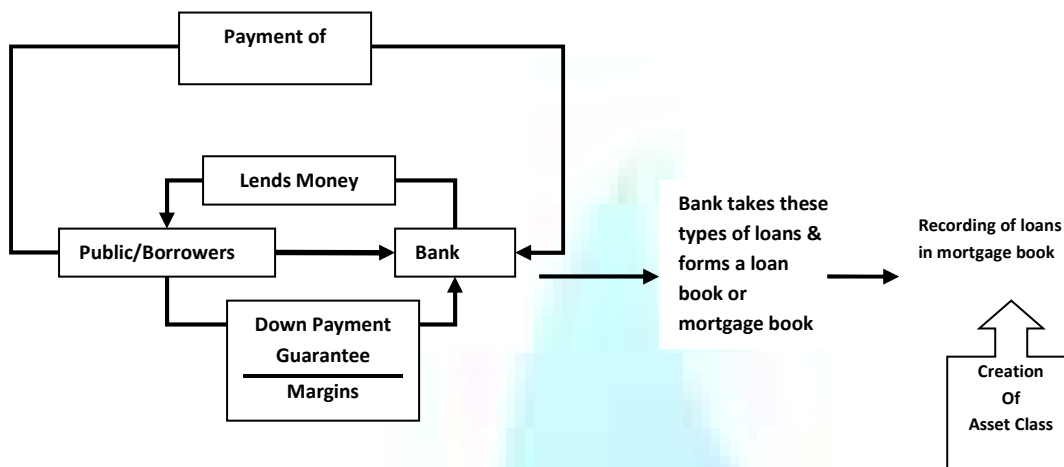 Payment of
Lends Money
Public/Borrowers
Bank
Down Payment
Guarantee
Margins
Bank takes these
types of loans &
forms a loan
book or
mortgage book
Recording of loans
in mortgage book
Creation
Of
Asset Class